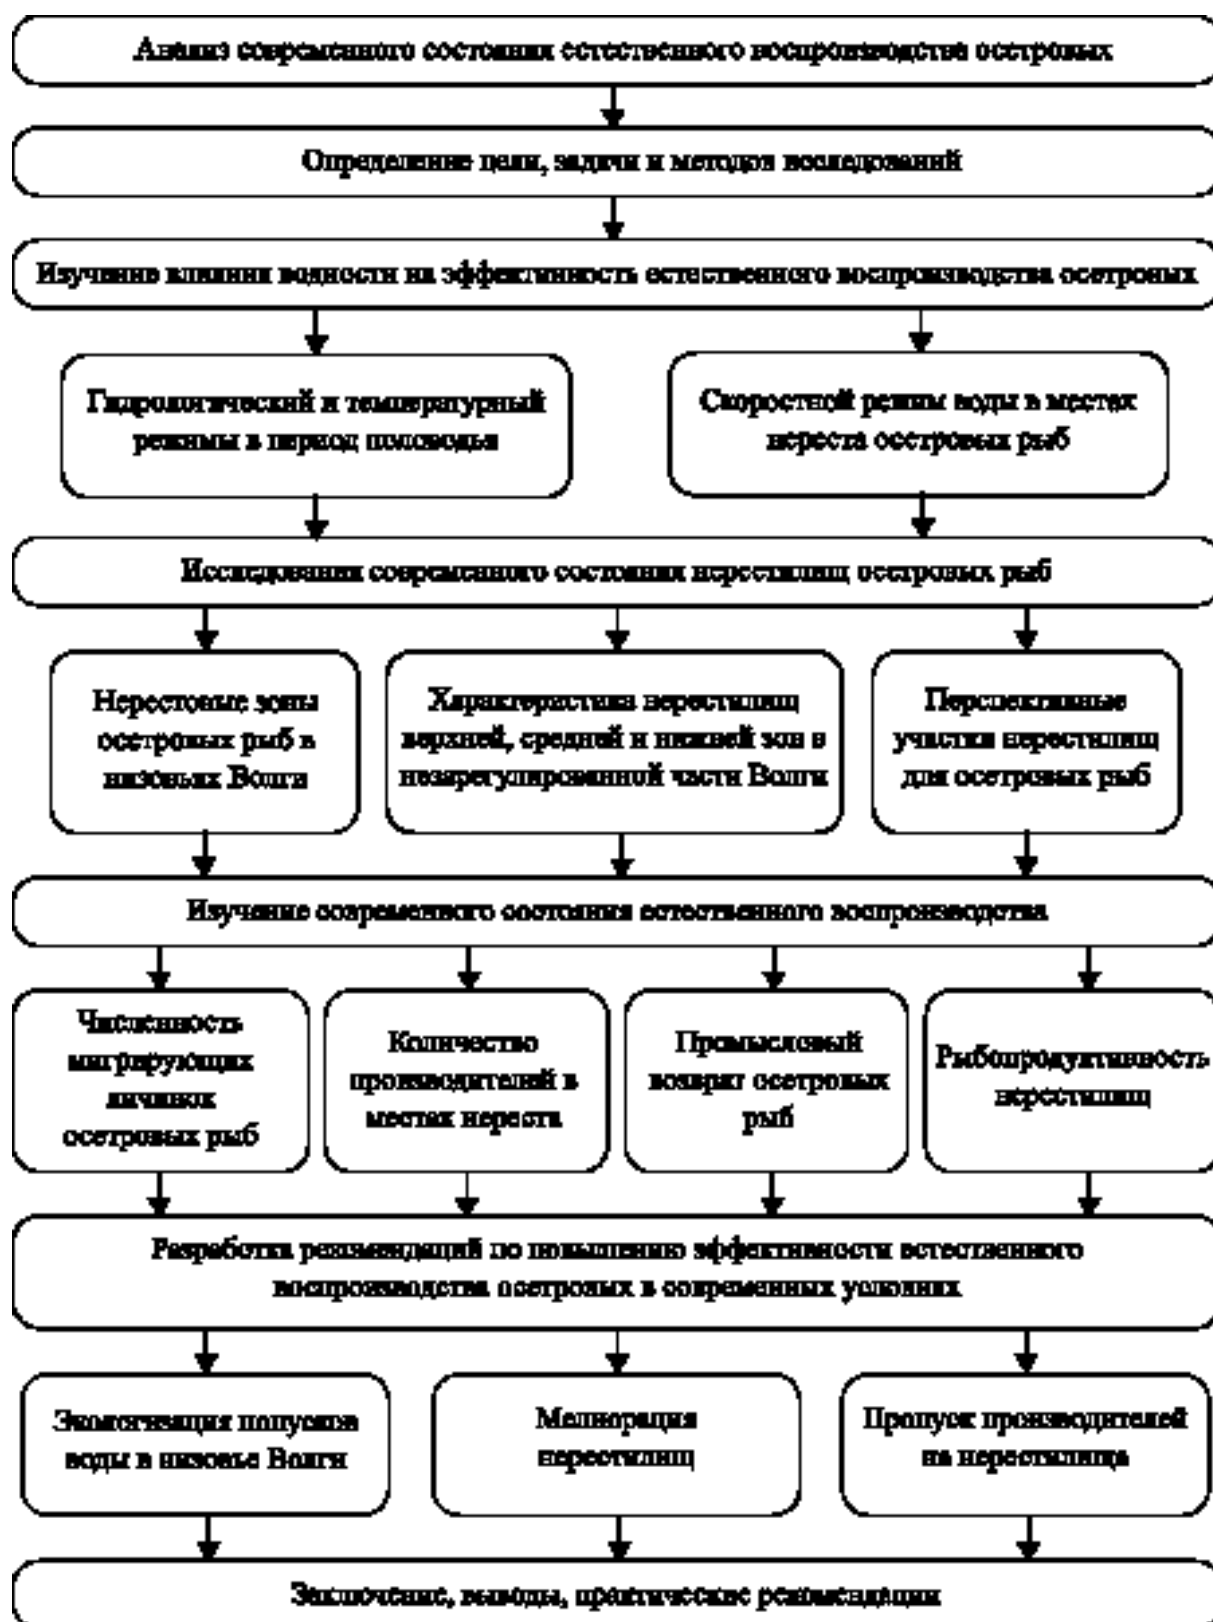 Анализ современного состояния естественного воспроизводства осетровых
Определение цели, задачи и методов исследований
Изучение влияния водности на эффективность естественного воспроизводства осетровых
Гидрологический и температурный
режимы в период половодья
Скоростной режим воды в местах
нереста осетровых рыб
Исследования современного состояния нерестилищ осетровых рыб
Нерестовые зоны
осетровых рыб в
низовьях Волги
Характеристика нерестилищ
верхней, средней и нижней зон в
незарегулированной части Волги
Перспективные
участки нерестилищ
для осетровых рыб
Изучение современного состояния естественного воспроизводства
Численность
мигрирующих
личинок
осетровых рыб
Количество
производителей в
местах нереста
Промысловый
возврат осетровых
рыб
Рыбопродуктивность
нерестилищ
Разработка рекомендаций по повышению эффективности естественного
воспроизводства осетровых в современных условиях
Экологизация попусков
воды в низовье Волги
Мелиорация
нерестилищ
Пропуск производителей
на нерестилища
Заключение, выводы, практические рекомендации